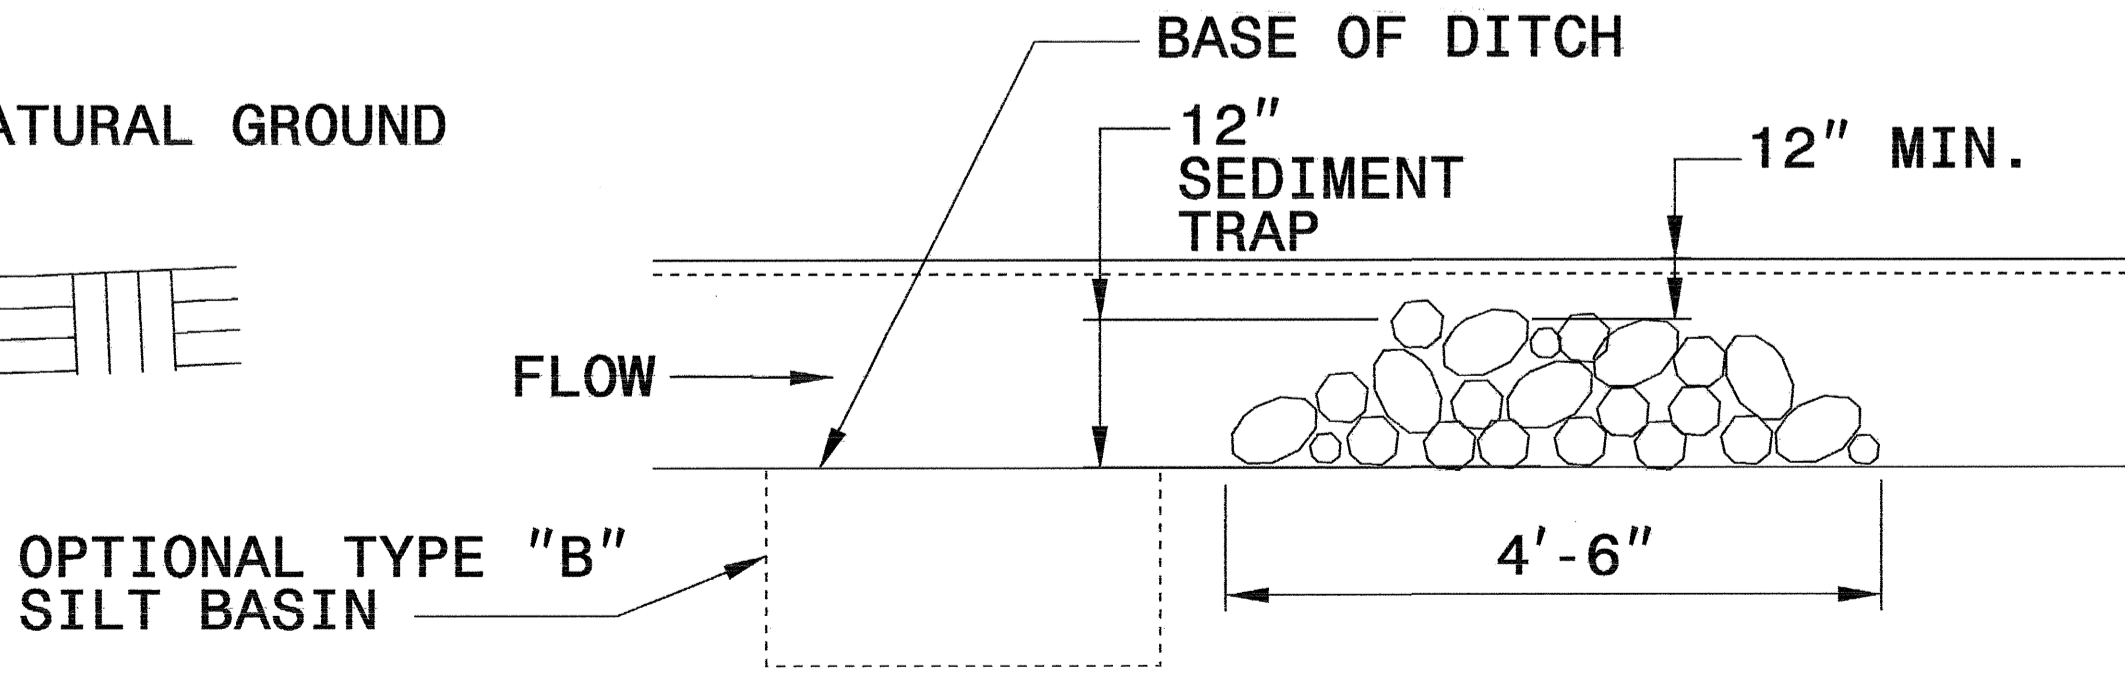 BASE OF DITCH
ATURAL GROUND
12"
SEDIMENT
TRAP
12" MIN.
FLOW
OPTIONAL TYPE "B"
SILT BASIN
4'-6"